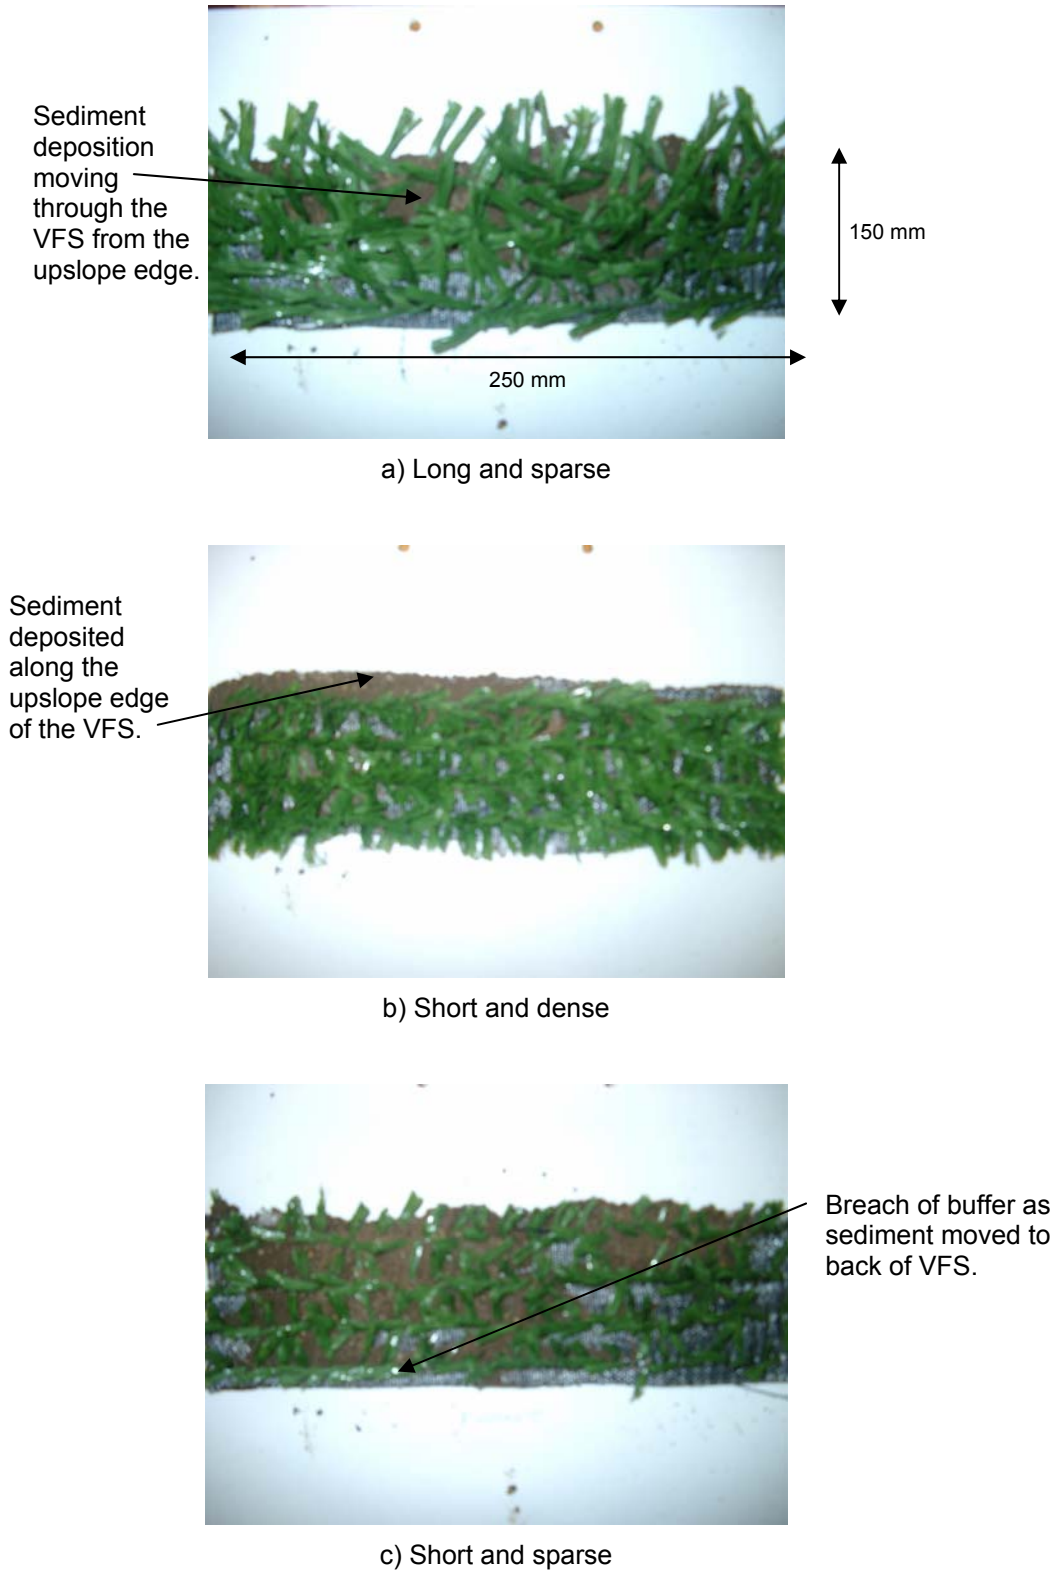 Sediment
deposition
moving
through the
VFS from the
upslope edge.
150 mm
250 mm
a) Long and sparse
Sediment
deposited
along the
upslope edge
of the VFS.
b) Short and dense
Breach of buffer as
sediment moved to
back of VFS.
c) Short and sparse